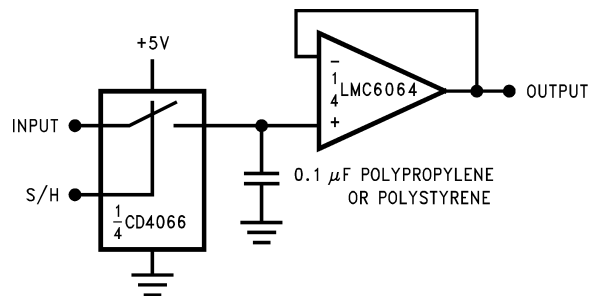 +5V
INPUT
S/H
1/4 CD4066
−
1/4 LMC6064
+
OUTPUT
0.1 μF POLYPROPYLENE
OR POLYSTYRENE